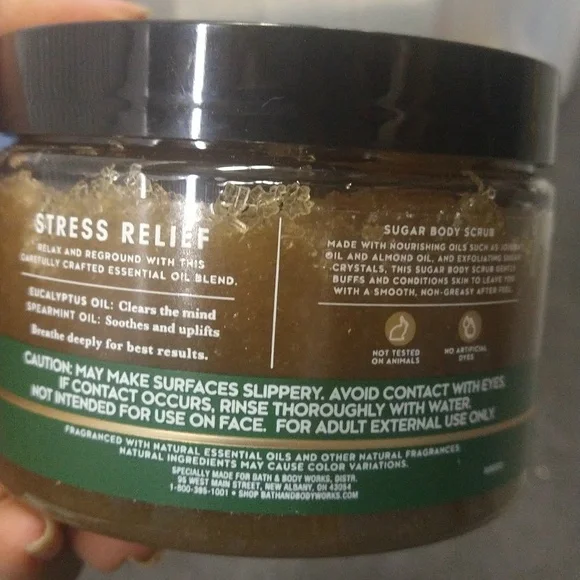 STRESS RELIEF
RELAX AND REGROUND WITH THIS
CAREFULLY CRAFTED ESSENTIAL OIL BLEND.
EUCALYPTUS OIL: Clears the mind
SPEARMINT OIL: Soothes and uplifts
Breathe deeply for best results.
SUGAR BODY SCRUB
MADE WITH NOURISHING OILS SUCH AS JOJOBA
OIL AND ALMOND OIL, AND EXFOLIATING SUGAR
CRYSTALS, THIS SUGAR BODY SCRUB GENTLY
BUFFS AND CONDITIONS SKIN TO LEAVE YOU
WITH A SMOOTH, NON-GREASY AFTER FEEL.
NOT TESTED
ON ANIMALS
NO ARTIFICIAL
DYES
CAUTION: MAY MAKE SURFACES SLIPPERY. AVOID CONTACT WITH EYES.
IF CONTACT OCCURS, RINSE THOROUGHLY WITH WATER.
NOT INTENDED FOR USE ON FACE. FOR ADULT EXTERNAL USE ONLY.
FRAGRANCED WITH NATURAL ESSENTIAL OILS AND OTHER NATURAL FRAGRANCES.
NATURAL INGREDIENTS MAY CAUSE COLOR VARIATIONS.
SPECIALLY MADE FOR BATH & BODY WORKS, DISTR.
95 WEST MAIN STREET, NEW ALBANY, OH 43054
1-800-395-1001 • SHOP BATHANDBODYWORKS.COM